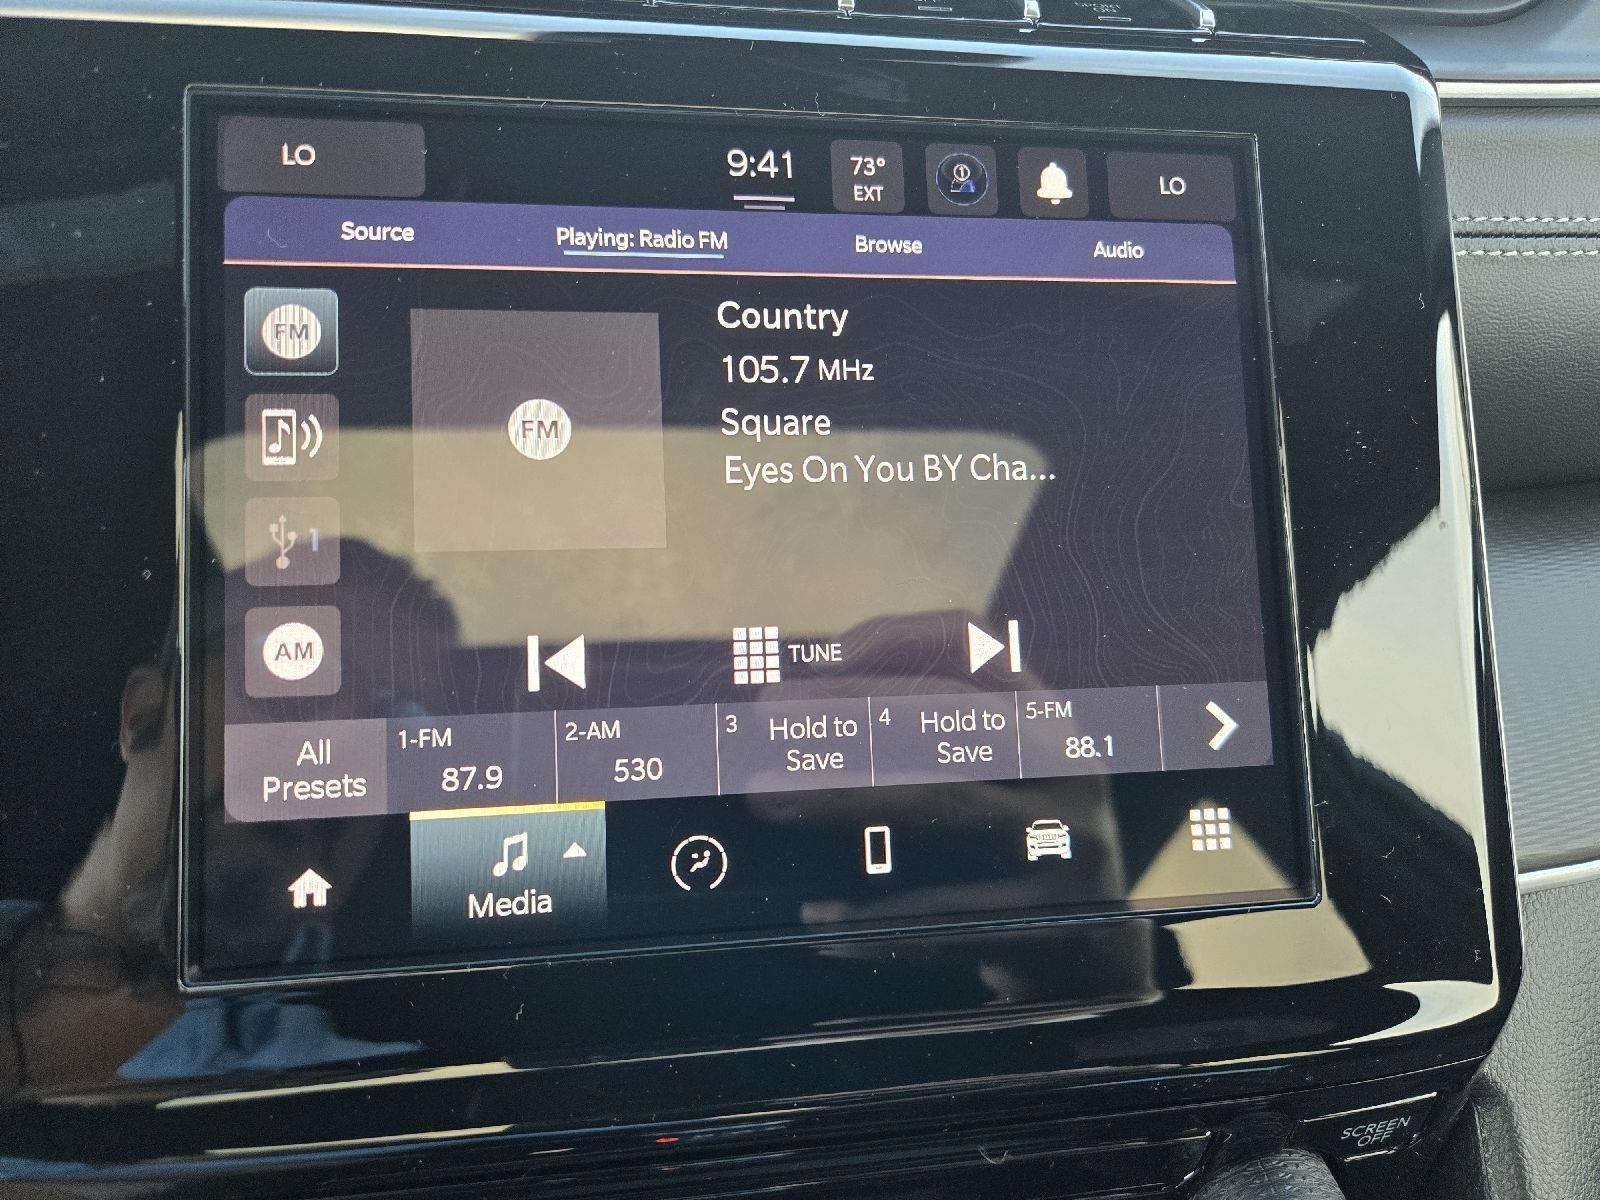 LO
9:41
73°
EXT
1
LO
Source
Playing: Radio FM
Browse
Audio
FM
FM
Country
105.7 MHz
Square
Eyes On You BY Cha...
1
AM
TUNE
All
Presets
1-FM
87.9
2-AM
530
3
Hold to
Save
4
Hold to
Save
5-FM
88.1
Media
SCREEN
OFF